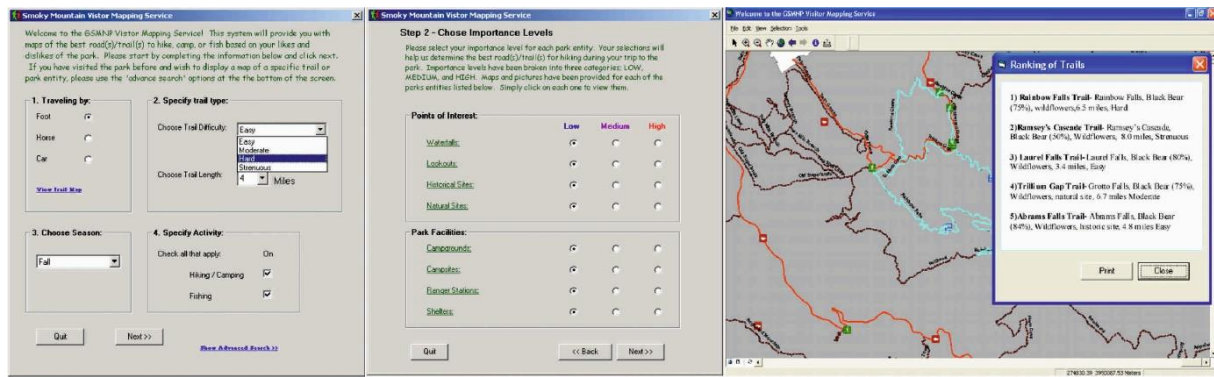 Smoky Mountain Vistor Mapping Service
Welcome to the GSMNP Visitor Mapping Service! This system will provide you with
maps of the best road(s)/trail(s) to hike, camp, or fish based on your likes and
dislikes of the park. Please start by completing the information below and click next.
If you have visited the park before and wish to display a map of a specific trail or
park entity, please use the 'advance search' options at the the bottom of the screen.
1. Traveling by:
Foot
Horse
Car
View Trail Map
2. Specify trail type:
Choose Trail Difficulty:
Easy
Easy
Moderate
Hard
Strenuous
Choose Trail Length:
4
Miles
3. Choose Season:
Fall
4. Specify Activity:
Check all that apply:
On
Hiking / Camping
Fishing
Quit
Next >>
Show Advanced Search >>
Smoky Mountain Vistor Mapping Service
Step 2 - Chose Importance Levels
Please select your importance level for each park entity. Your selections will
help us determine the best road(s)/trail(s) for hiking during your trip to the
park. Importance levels have been broken into three categories; LOW,
MEDIUM, and HIGH. Maps and pictures have been provided for each of the
parks entities listed below. Simply click on each one to view them.
Points of Interest:
Low Medium High
Waterfalls:
Lookouts:
Historical Sites:
Natural Sites:
Park Facilities:
Campgrounds:
Campsites:
Ranger Stations:
Shelters:
Quit
<< Back
Next >>
Welcome to the GSMNP Visitor Mapping Service
File Edit View Selection Tools
Ranking of Trails
1) Rainbow Falls Trail- Rainbow Falls, Black Bear
(75%), wildflowers,6.5 miles, Hard
2)Ramsey's Cascade Trail- Ramsey's Cascade,
Black Bear (50%), Wildflowers, 8.0 miles, Strenuous
3) Laurel Falls Trail-Laurel Falls, Black Bear (80%),
Wildflowers, 3.4 miles, Easy
4)Trillium Gap Trail- Grotto Falls, Black Bear (75%),
Wildflowers, natural site, 6.7 miles Moderate
5)Abrams Falls Trail- Abrams Falls, Black Bear
(84%), Wildflowers, historic site, 4.8 miles Easy
Print
Close